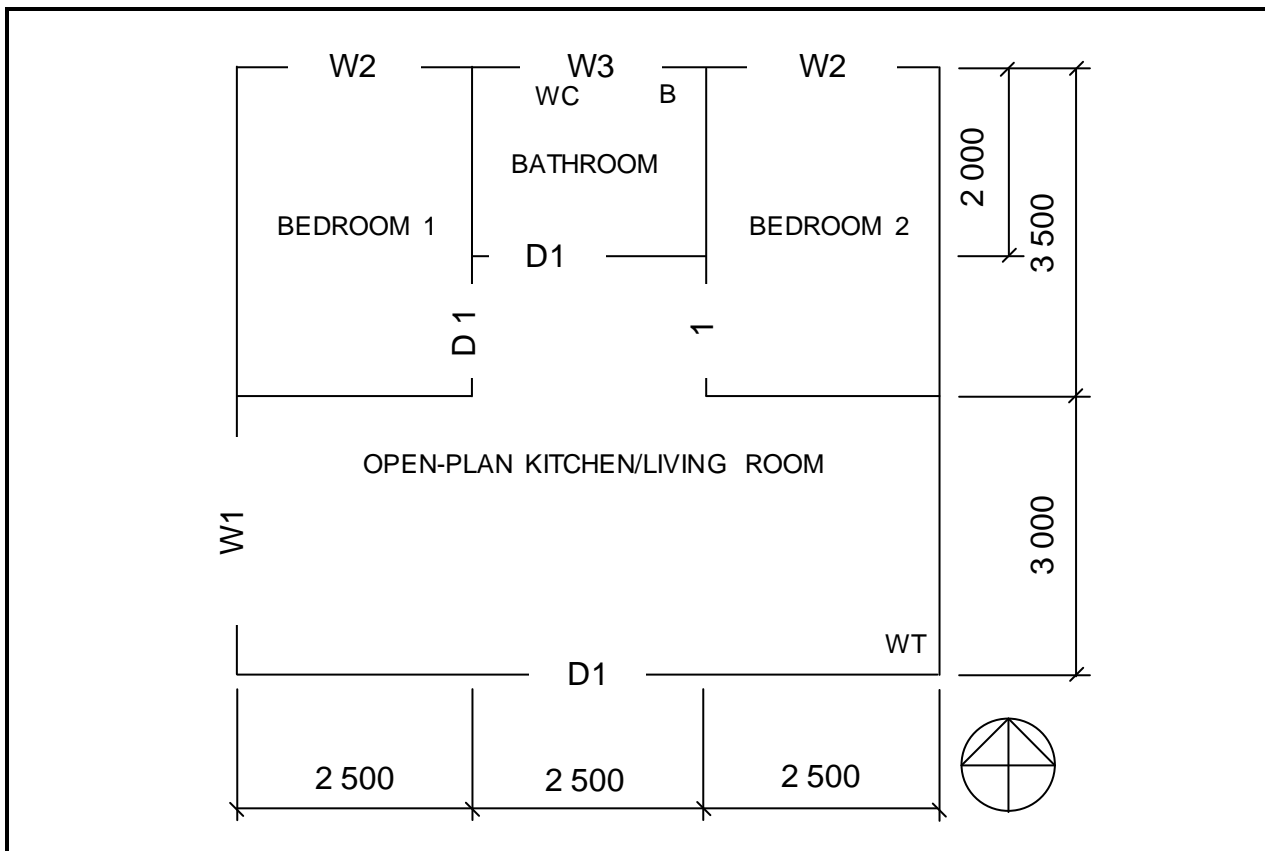 W2 W3 W2
WC B
BATHROOM
2 000
BEDROOM 1 BEDROOM 2
3 500
D1
D 1 1
OPEN-PLAN KITCHEN/LIVING ROOM
W1
3 000
WT
D1
2 500 2 500 2 500